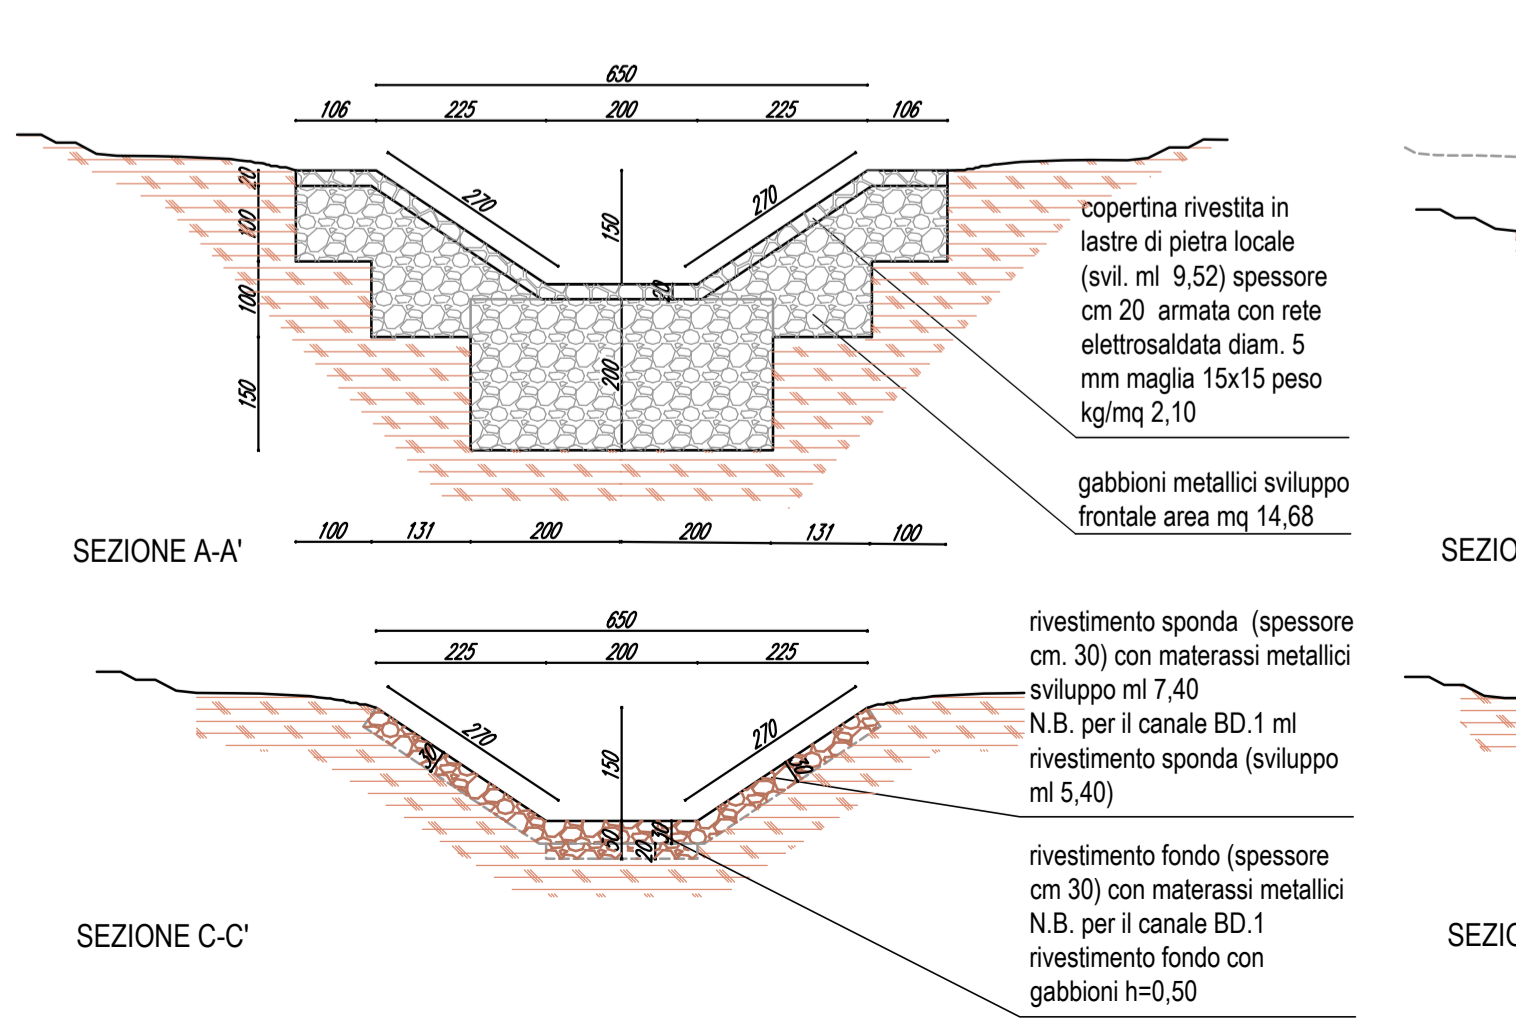 650
106 225 200 225 106
20
100
100
150
270
150
270
20
200
copertina rivestita in
lastre di pietra locale
(svil. ml 9,52) spessore
cm 20 armata con rete
elettrosaldata diam. 5
mm maglia 15x15 peso
kg/mq 2,10
gabbioni metallici sviluppo
frontale area mq 14,68
100 131 200 200 131 100
SEZIONE A-A'
SEZIO
650
225 200 225
270
150
270
30
30
50
30
20
rivestimento sponda (spessore
cm. 30) con materassi metallici
sviluppo ml 7,40
N.B. per il canale BD.1 ml
rivestimento sponda (sviluppo
ml 5,40)
rivestimento fondo (spessore
cm 30) con materassi metallici
N.B. per il canale BD.1
rivestimento fondo con
gabbioni h=0,50
SEZIONE C-C'
SEZIO